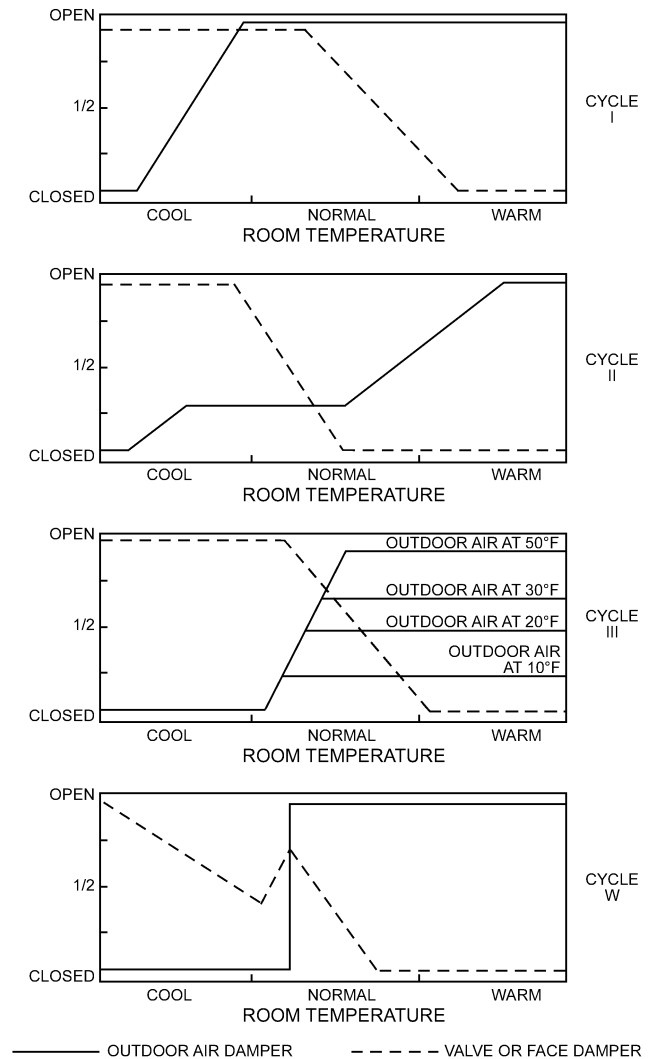 OPEN
1/2
CLOSED
COOL NORMAL WARM
ROOM TEMPERATURE
CYCLE
I
OPEN
1/2
CLOSED
COOL NORMAL WARM
ROOM TEMPERATURE
CYCLE
II
OPEN
OUTDOOR AIR AT 50°F
OUTDOOR AIR AT 30°F
1/2
OUTDOOR AIR AT 20°F
OUTDOOR AIR
AT 10°F
CLOSED
COOL NORMAL WARM
ROOM TEMPERATURE
CYCLE
III
OPEN
1/2
CLOSED
COOL NORMAL WARM
ROOM TEMPERATURE
CYCLE
W
OUTDOOR AIR DAMPER VALVE OR FACE DAMPER